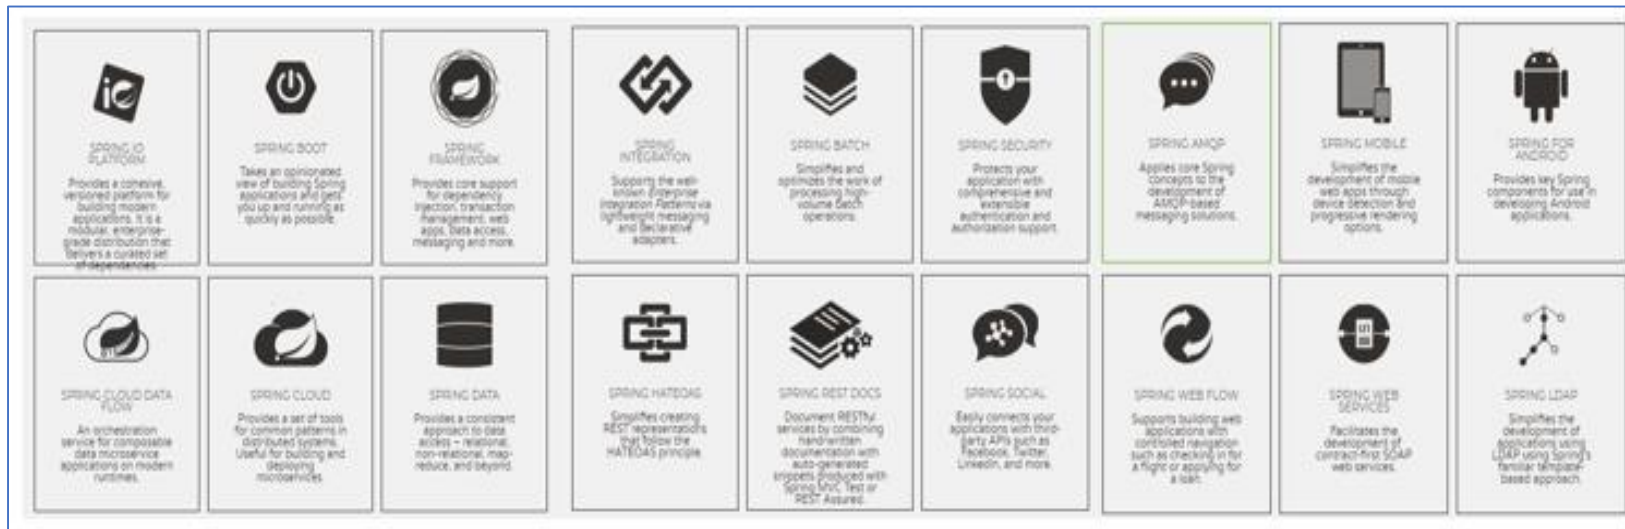 SPRING IO
PLATFORM
Provides a cohesive,
versioned platform for
building modern
applications. It is a
modular, enterprise-
grade distribution that
delivers a curated set
of dependencies.
SPRING BOOT
Takes an opinionated
view of building Spring
applications and gets
you up and running as
quickly as possible.
SPRING
FRAMEWORK
Provides core support
for dependency
injection, transaction
management, web
apps, data access,
messaging and more.
SPRING
INTEGRATION
Supports the well-
known Enterprise
Integration Patterns via
lightweight messaging
and declarative
adapters.
SPRING BATCH
Simplifies and
optimizes the work of
processing high-
volume batch
operations.
SPRING SECURITY
Protects your
application with
comprehensive and
extensible
authentication and
authorization support.
SPRING AMQP
Applies core Spring
concepts to the
development of
AMQP-based
messaging solutions.
SPRING MOBILE
Simplifies the
development of mobile
web apps through
device detection and
progressive rendering
options.
SPRING FOR
ANDROID
Provides key Spring
components for use in
developing Android
applications.
SPRING CLOUD DATA
FLOW
An orchestration
service for composable
data microservice
applications on modern
runtimes.
SPRING CLOUD
Provides a set of tools
for common patterns in
distributed systems.
Useful for building and
deploying
microservices.
SPRING DATA
Provides a consistent
approach to data
access – relational,
non-relational, map-
reduce, and beyond.
SPRING HATEOAS
Simplifies creating
REST representations
that follow the
HATEOAS principle.
SPRING REST DOCS
Document RESTful
services by combining
hand-written
documentation with
auto-generated
snippets produced with
Spring MVC Test or
REST Assured.
SPRING SOCIAL
Easily connects your
applications with third-
party APIs such as
Facebook, Twitter,
LinkedIn, and more.
SPRING WEB FLOW
Supports building web
applications with
controlled navigation
such as checking in for
a flight or applying for
a loan.
SPRING WEB
SERVICES
Facilitates the
development of
contract-first SOAP
web services.
SPRING LDAP
Simplifies the
development of
applications using
LDAP using Spring's
familiar template-
based approach.